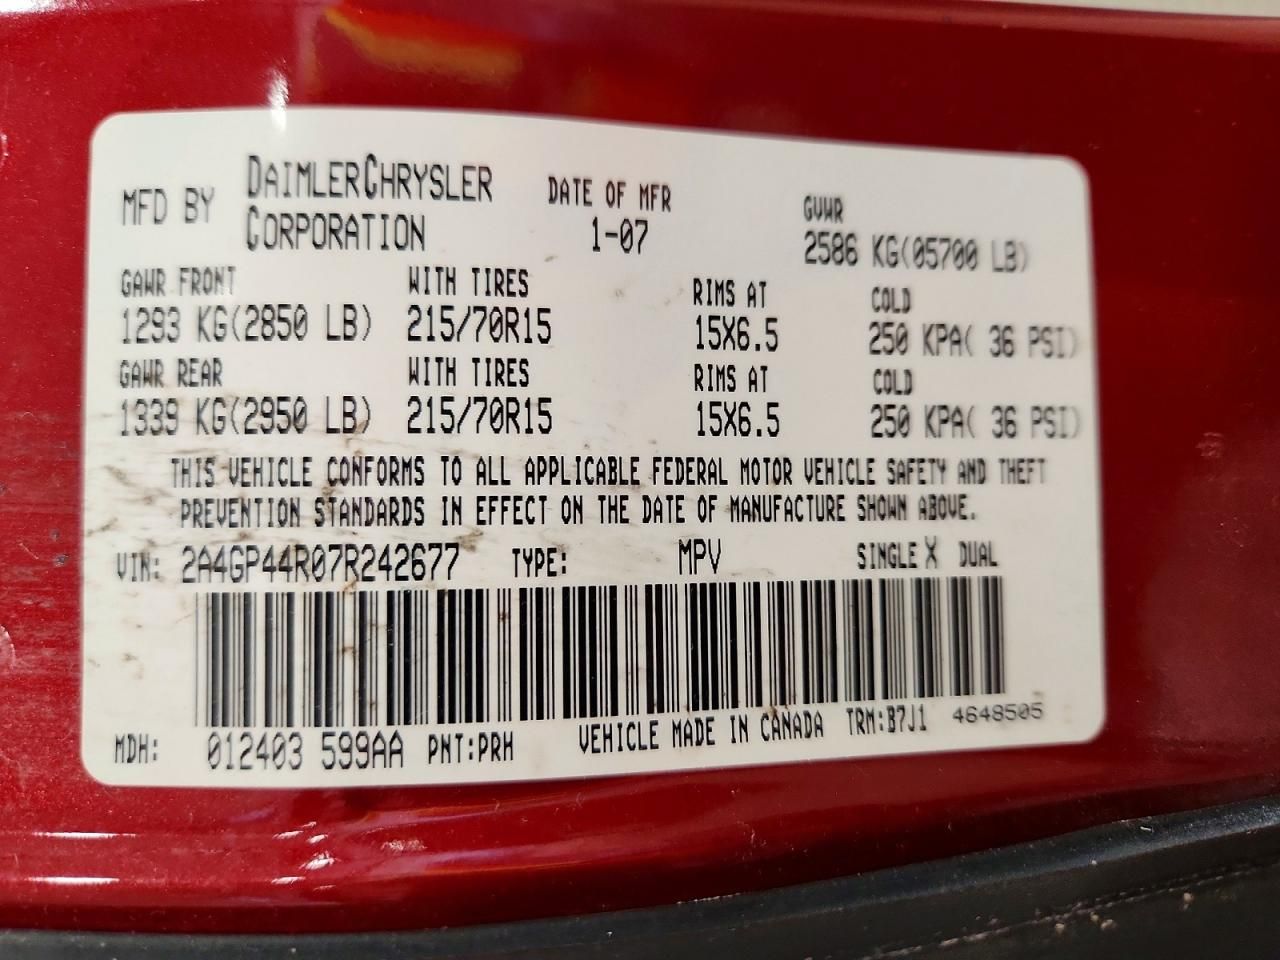 MFD BY DAIMLERCHRYSLER CORPORATION DATE OF MFR 1-07 GVWR 2586 KG(05700 LB)
GAWR FRONT WITH TIRES RIMS AT COLD
1293 KG(2850 LB) 215/70R15 15X6.5 250 KPA( 36 PSI)
GAWR REAR WITH TIRES RIMS AT COLD
1339 KG(2950 LB) 215/70R15 15X6.5 250 KPA( 36 PSI)
THIS VEHICLE CONFORMS TO ALL APPLICABLE FEDERAL MOTOR VEHICLE SAFETY AND THEFT
PREVENTION STANDARDS IN EFFECT ON THE DATE OF MANUFACTURE SHOWN ABOVE.
VIN: 2A4GP44R07R242677 TYPE: MPV SINGLE X DUAL
MDH: 012403 599AA PNT:PRH VEHICLE MADE IN CANADA TRM:B7J1 4648505